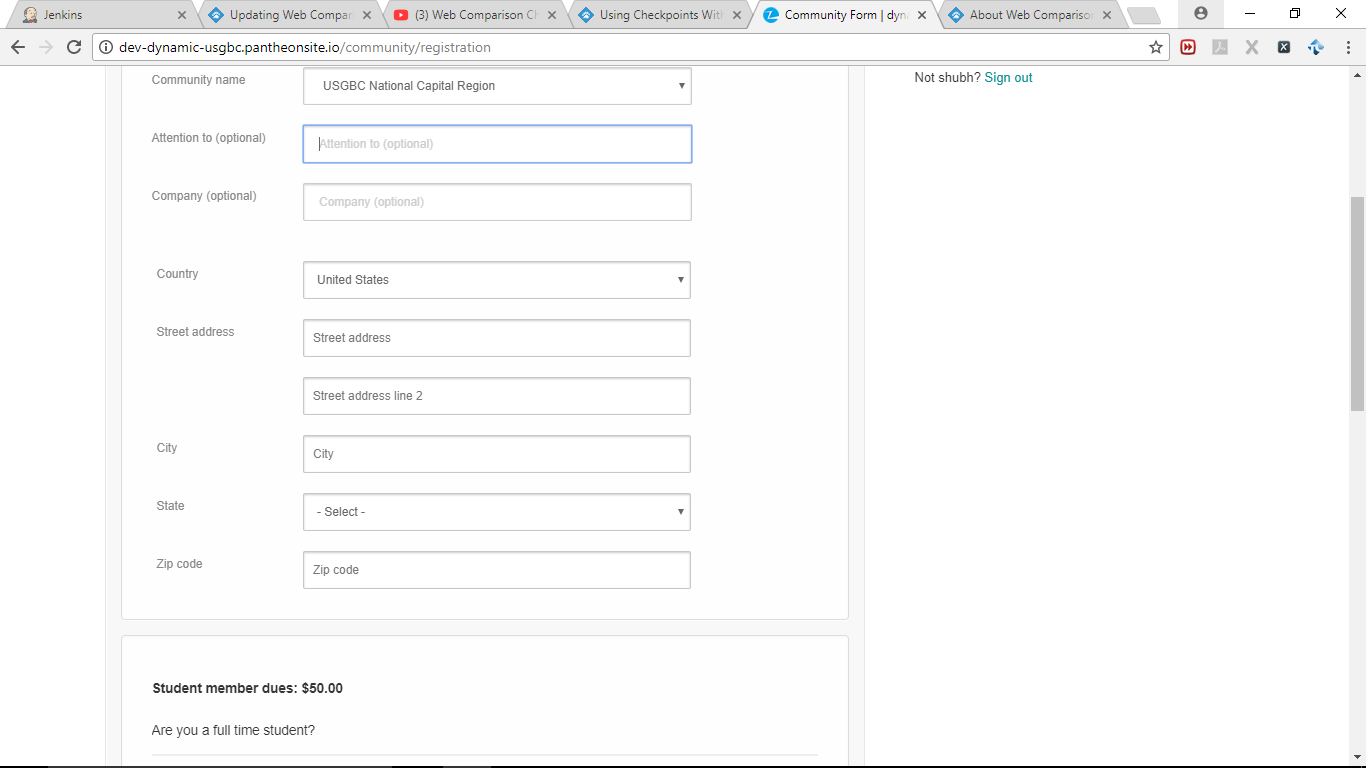 Jenkins
Updating Web Compar
(3) Web Comparison Ch
Using Checkpoints With
Community Form | dyn
About Web Comparison
dev-dynamic-usgbc.pantheonsite.io/community/registration
Not shubh? Sign out
Community name
USGBC National Capital Region
Attention to (optional)
Attention to (optional)
Company (optional)
Company (optional)
Country
United States
Street address
Street address
Street address line 2
City
City
State
- Select -
Zip code
Zip code
Student member dues: $50.00
Are you a full time student?